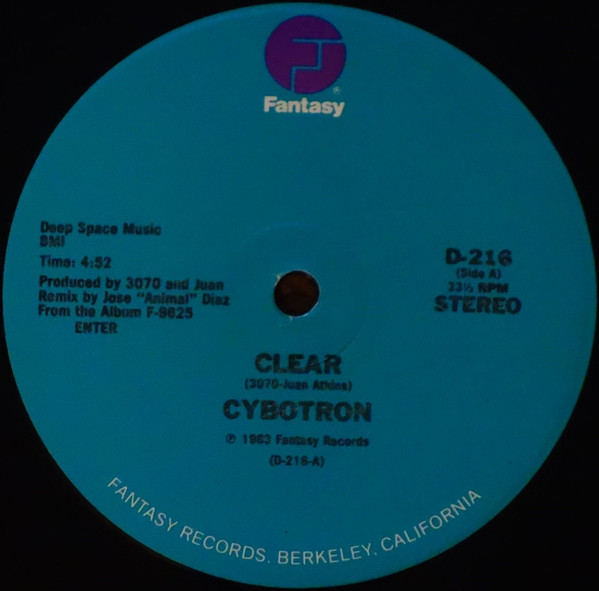 Fantasy
®
Deep Space Music
BMI
Time: 4:52
Produced by 3070 and Juan
Remix by Jose "Animal" Diaz
From the Album F-9625
ENTER
D-216
(Side A)
33⅓ RPM
STEREO
CLEAR
(3070-Juan Atkins)
CYBOTRON
℗ 1983 Fantasy Records
(D-216-A)
FANTASY RECORDS, BERKELEY, CALIFORNIA